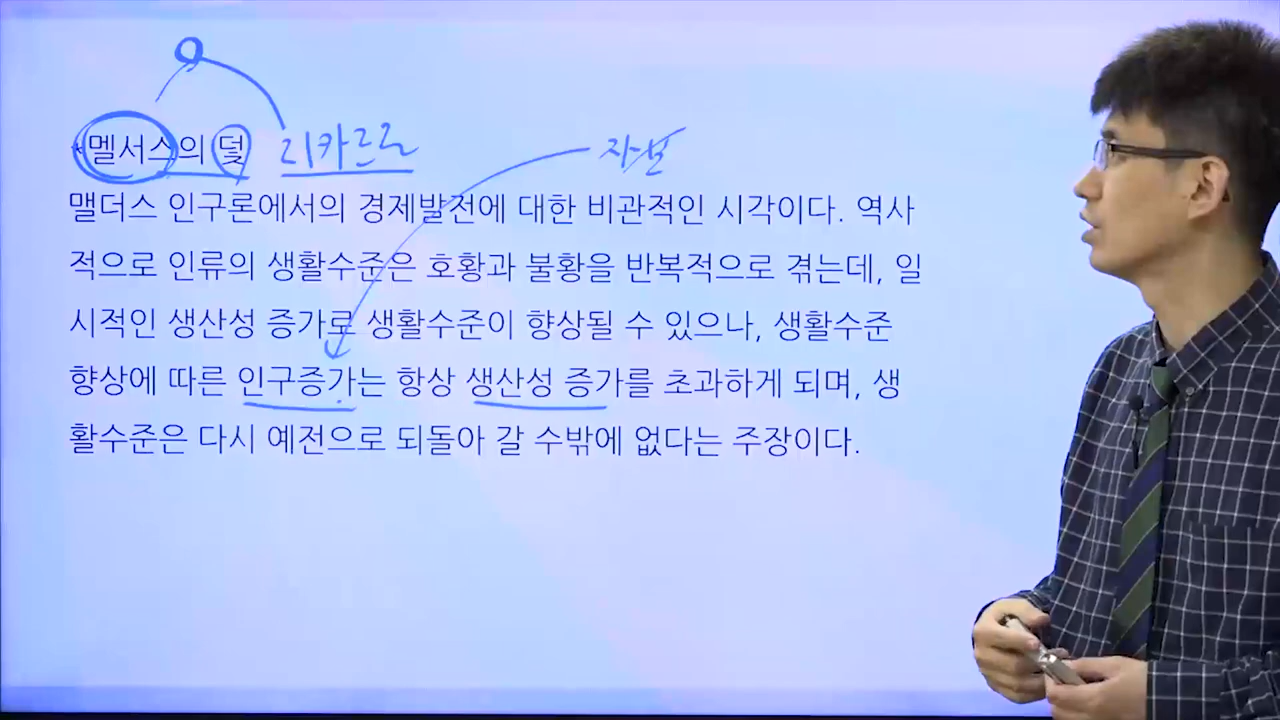 *멜서스의 덫 리카르도 자본
맬더스 인구론에서의 경제발전에 대한 비관적인 시각이다. 역사
적으로 인류의 생활수준은 호황과 불황을 반복적으로 겪는데, 일
시적인 생산성 증가로 생활수준이 향상될 수 있으나, 생활수준
향상에 따른 인구증가는 항상 생산성 증가를 초과하게 되며, 생
활수준은 다시 예전으로 되돌아 갈 수밖에 없다는 주장이다.